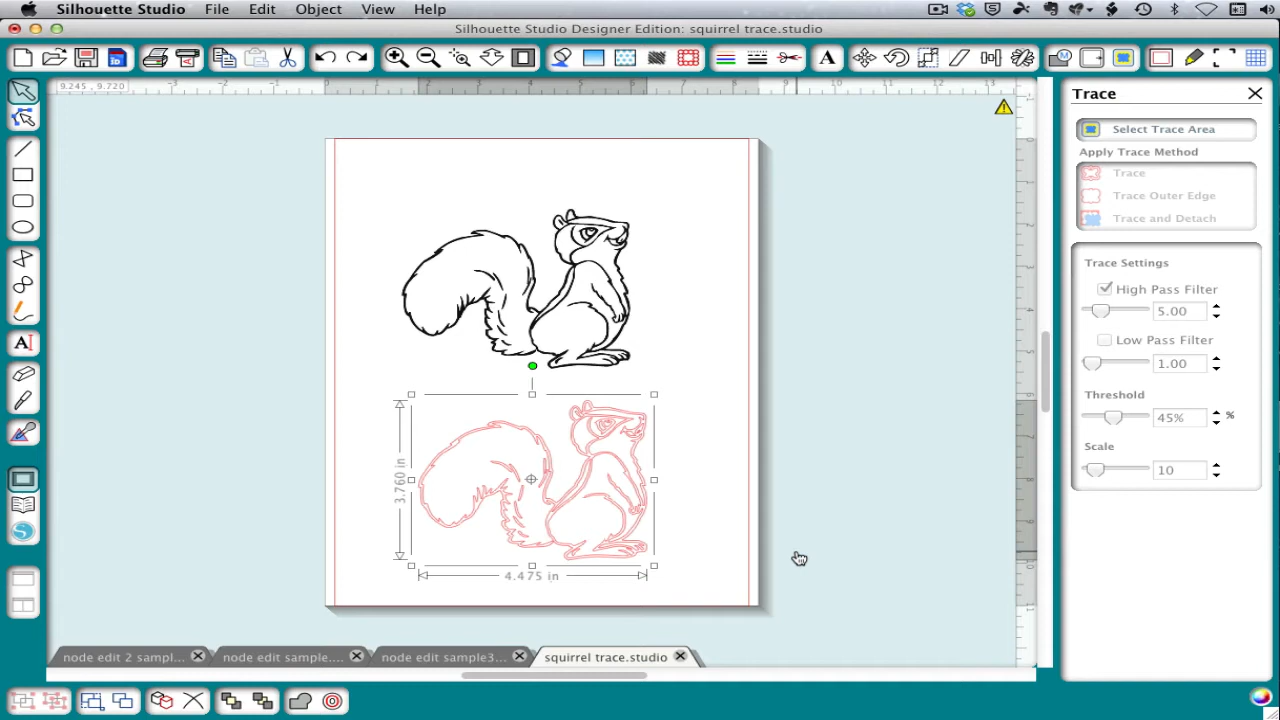 Silhouette Studio File Edit Object View Help
Silhouette Studio Designer Edition: squirrel trace.studio
9.245 , 9.720
Trace
Select Trace Area
Apply Trace Method
Trace
Trace Outer Edge
Trace and Detach
Trace Settings
High Pass Filter
5.00
Low Pass Filter
1.00
Threshold
45% %
Scale
10
3.760 in
4.475 in
node edit 2 sampl... node edit sample.... node edit sample3... squirrel trace.studio